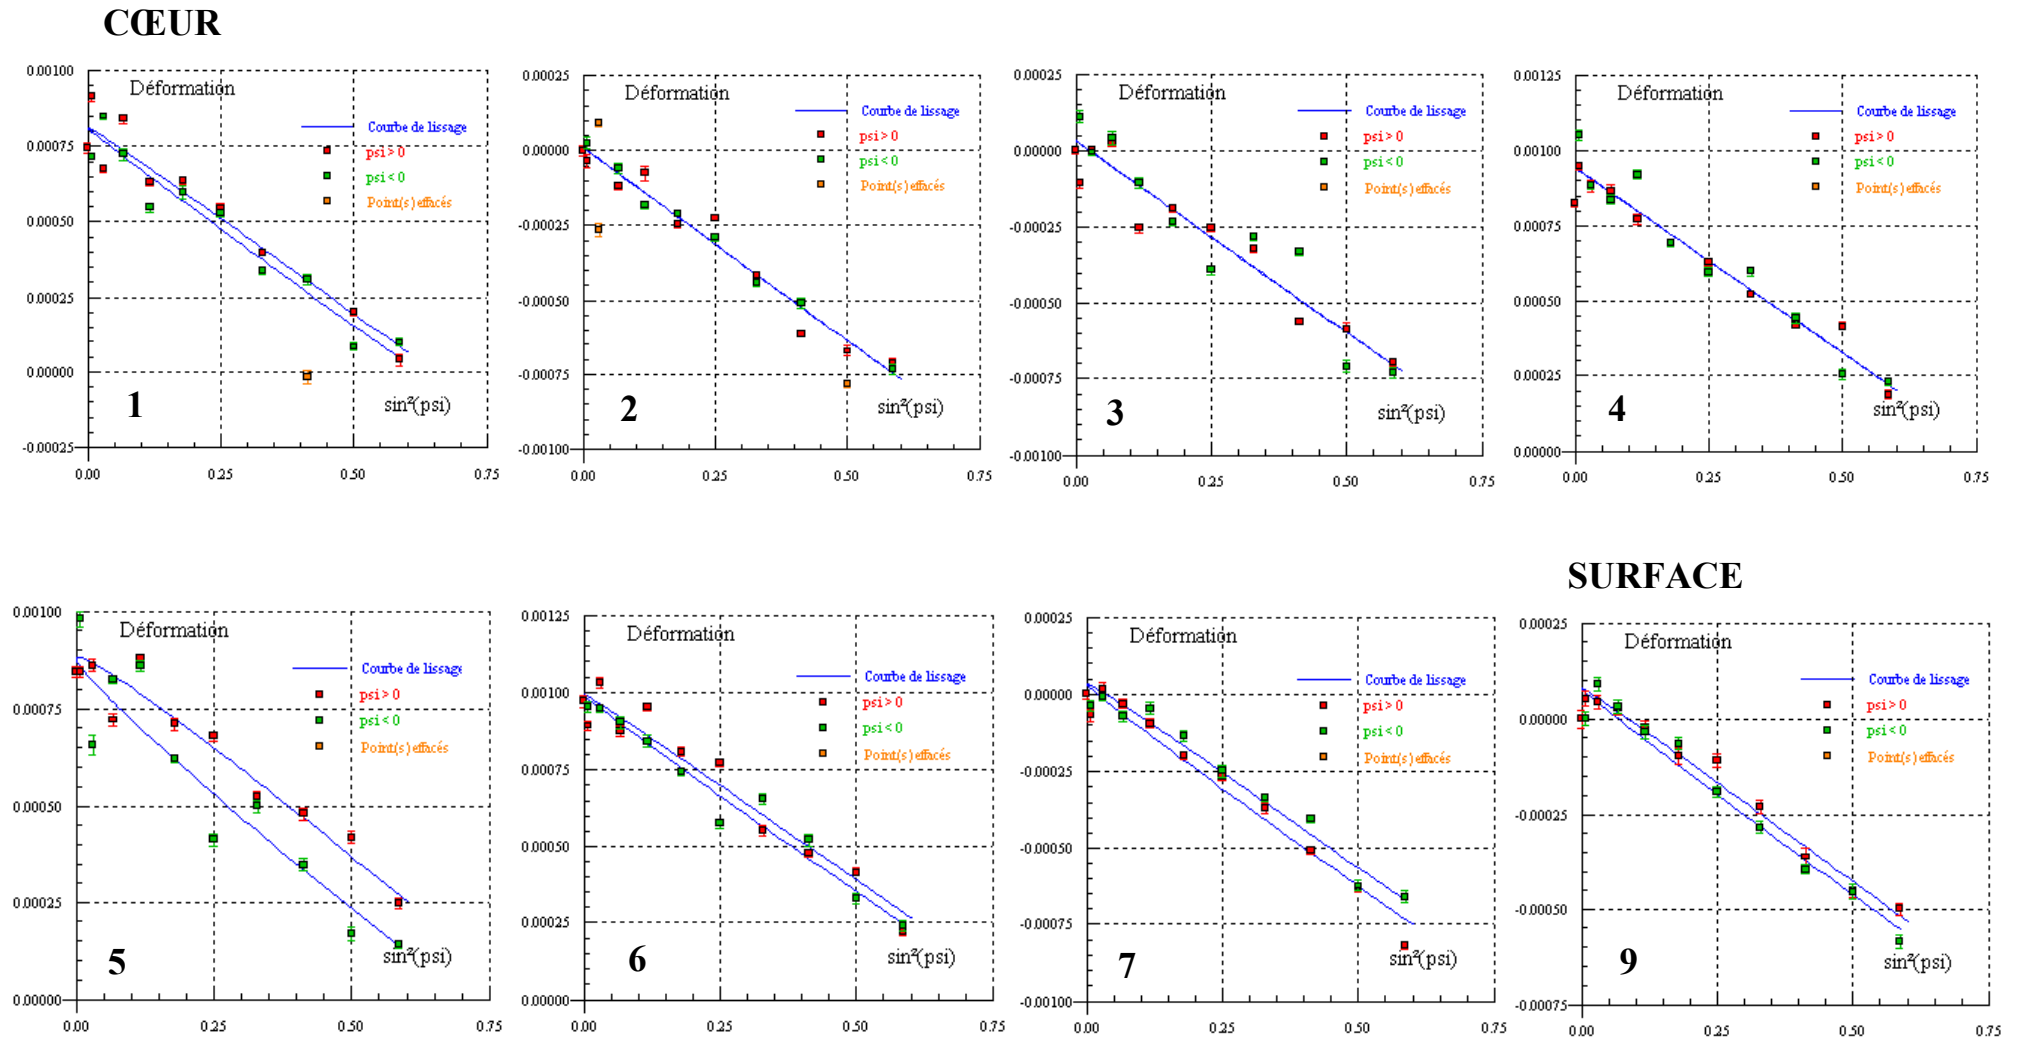 CŒUR
0.00100
0.00075
0.00050
0.00025
0.00000
-0.00025
Déformation
Courbe de lissage
psi > 0
psi < 0
Point(s) effacés
1
sin²(psi)
0.00 0.25 0.50 0.75
0.00025
0.00000
-0.00025
-0.00050
-0.00075
-0.00100
Déformation
Courbe de lissage
psi > 0
psi < 0
Point(s) effacés
2
sin²(psi)
0.00 0.25 0.50 0.75
0.00025
0.00000
-0.00025
-0.00050
-0.00075
-0.00100
Déformation
Courbe de lissage
psi > 0
psi < 0
Point(s) effacés
3
sin²(psi)
0.00 0.25 0.50 0.75
0.00125
0.00100
0.00075
0.00050
0.00025
0.00000
Déformation
Courbe de lissage
psi > 0
psi < 0
Point(s) effacés
4
sin²(psi)
0.00 0.25 0.50 0.75
SURFACE
0.00100
0.00075
0.00050
0.00025
0.00000
Déformation
Courbe de lissage
psi > 0
psi < 0
Point(s) effacés
5
sin²(psi)
0.00 0.25 0.50 0.75
0.00125
0.00100
0.00075
0.00050
0.00025
0.00000
Déformation
Courbe de lissage
psi > 0
psi < 0
Point(s) effacés
6
sin²(psi)
0.00 0.25 0.50 0.75
0.00025
0.00000
-0.00025
-0.00050
-0.00075
-0.00100
Déformation
Courbe de lissage
psi > 0
psi < 0
Point(s) effacés
7
sin²(psi)
0.00 0.25 0.50 0.75
0.00025
0.00000
-0.00025
-0.00050
-0.00075
Déformation
Courbe de lissage
psi > 0
psi < 0
Point(s) effacés
9
sin²(psi)
0.00 0.25 0.50 0.75